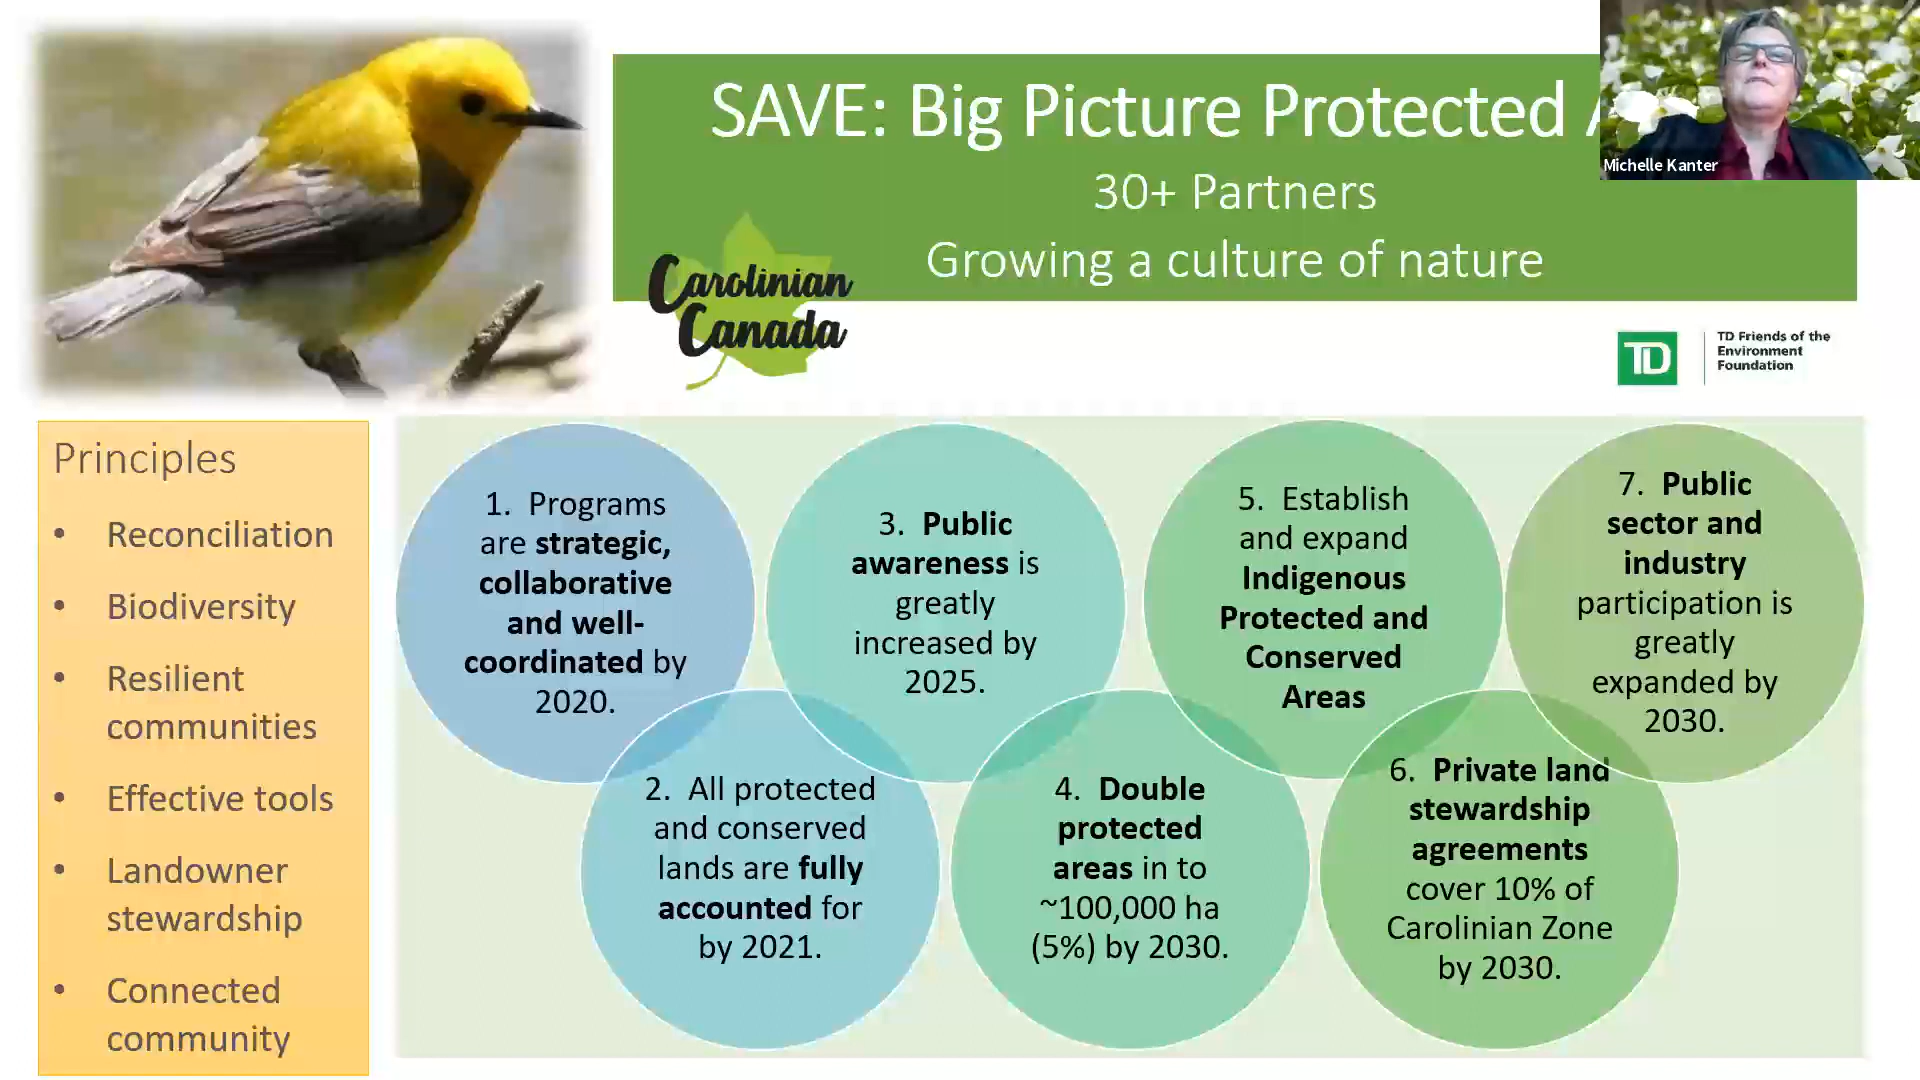 SAVE: Big Picture Protected
30+ Partners
Growing a culture of nature
Michelle Kanter
Carolinian
Canada
TD
TD Friends of the
Environment
Foundation
Principles
• Reconciliation
• Biodiversity
• Resilient
communities
• Effective tools
• Landowner
stewardship
• Connected
community
1. Programs
are strategic,
collaborative
and well-
coordinated by
2020.
2. All protected
and conserved
lands are fully
accounted for
by 2021.
3. Public
awareness is
greatly
increased by
2025.
4. Double
protected
areas in to
~100,000 ha
(5%) by 2030.
5. Establish
and expand
Indigenous
Protected and
Conserved
Areas
6. Private land
stewardship
agreements
cover 10% of
Carolinian Zone
by 2030.
7. Public
sector and
industry
participation is
greatly
expanded by
2030.